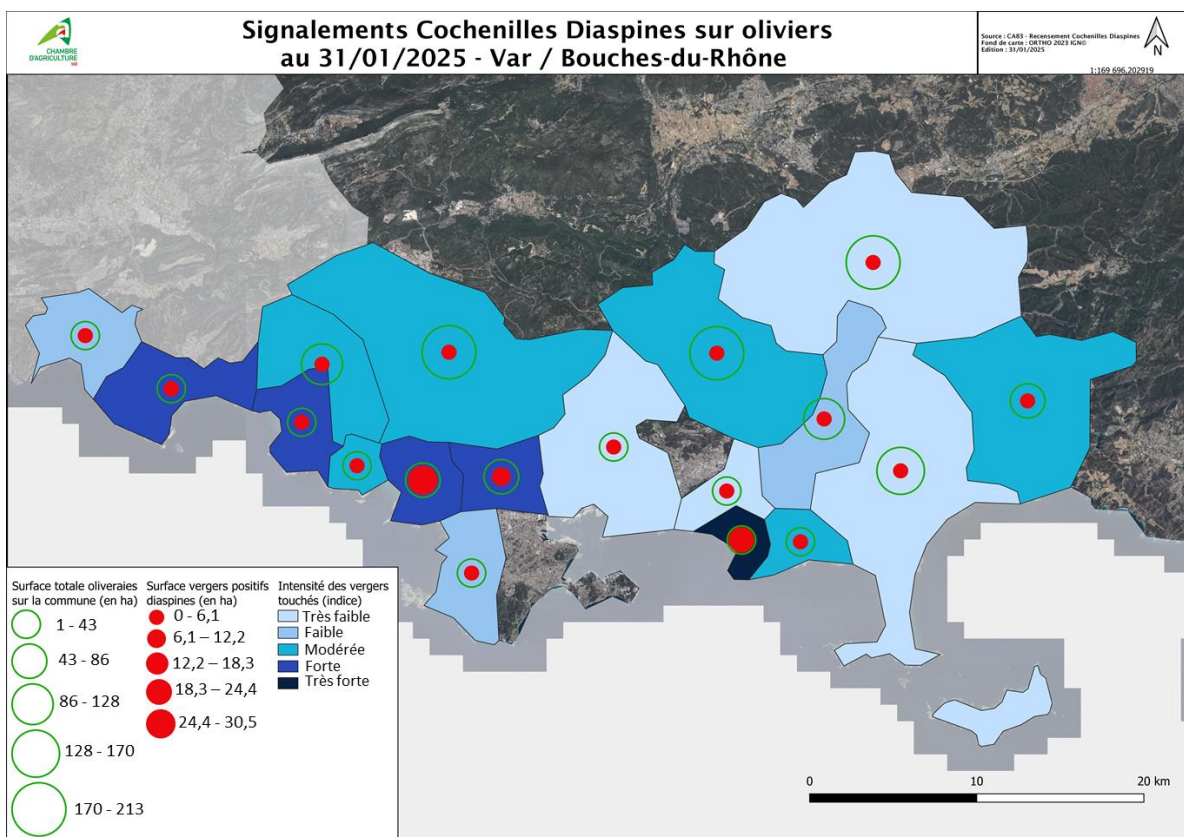 CHAMBRE
D'AGRICULTURE
VAR
Signalements Cochenilles Diaspines sur oliviers
au 31/01/2025 - Var / Bouches-du-Rhône
Source : CA83 - Recensement Cochenilles Diaspines
Fond de carte : ORTHO 2023 IGN©
Edition : 31/01/2025
N
1:169 696,202919
Surface totale oliveraies
sur la commune (en ha)
1 - 43
43 - 86
86 - 128
128 - 170
170 - 213
Surface vergers positifs
diaspines (en ha)
0 - 6,1
6,1 – 12,2
12,2 – 18,3
18,3 – 24,4
24,4 - 30,5
Intensité des vergers
touchés (indice)
Très faible
Faible
Modérée
Forte
Très forte
0 10 20 km